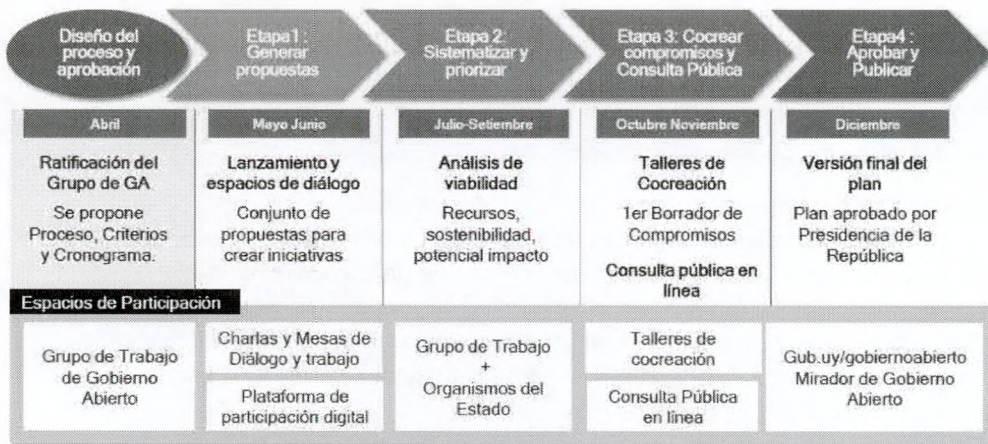 Diseño del
proceso y
aprobación
Etapa1 :
Generar
propuestas
Etapa 2:
Sistematizar y
priorizar
Etapa 3: Cocrear
compromisos y
Consulta Pública
Etapa4 :
Aprobar y
Publicar
Abril
Mayo Junio
Julio-Setiembre
Octubre Noviembre
Diciembre
Ratificación del
Grupo de GA
Se propone
Proceso, Criterios
y Cronograma.
Lanzamiento y
espacios de diálogo
Conjunto de
propuestas para
crear iniciativas
Análisis de
viabilidad
Recursos,
sostenibilidad,
potencial impacto
Talleres de
Cocreación
1er Borrador de
Compromisos
Consulta pública en
línea
Versión final del
plan
Plan aprobado por
Presidencia de la
República
Espacios de Participación
Grupo de Trabajo
de Gobierno
Abierto
Charlas y Mesas de
Diálogo y trabajo
Plataforma de
participación digital
Grupo de Trabajo
+
Organismos del
Estado
Talleres de
cocreación
Consulta Pública
en línea
Gub.uy/gobiernoabierto
Mirador de Gobierno
Abierto